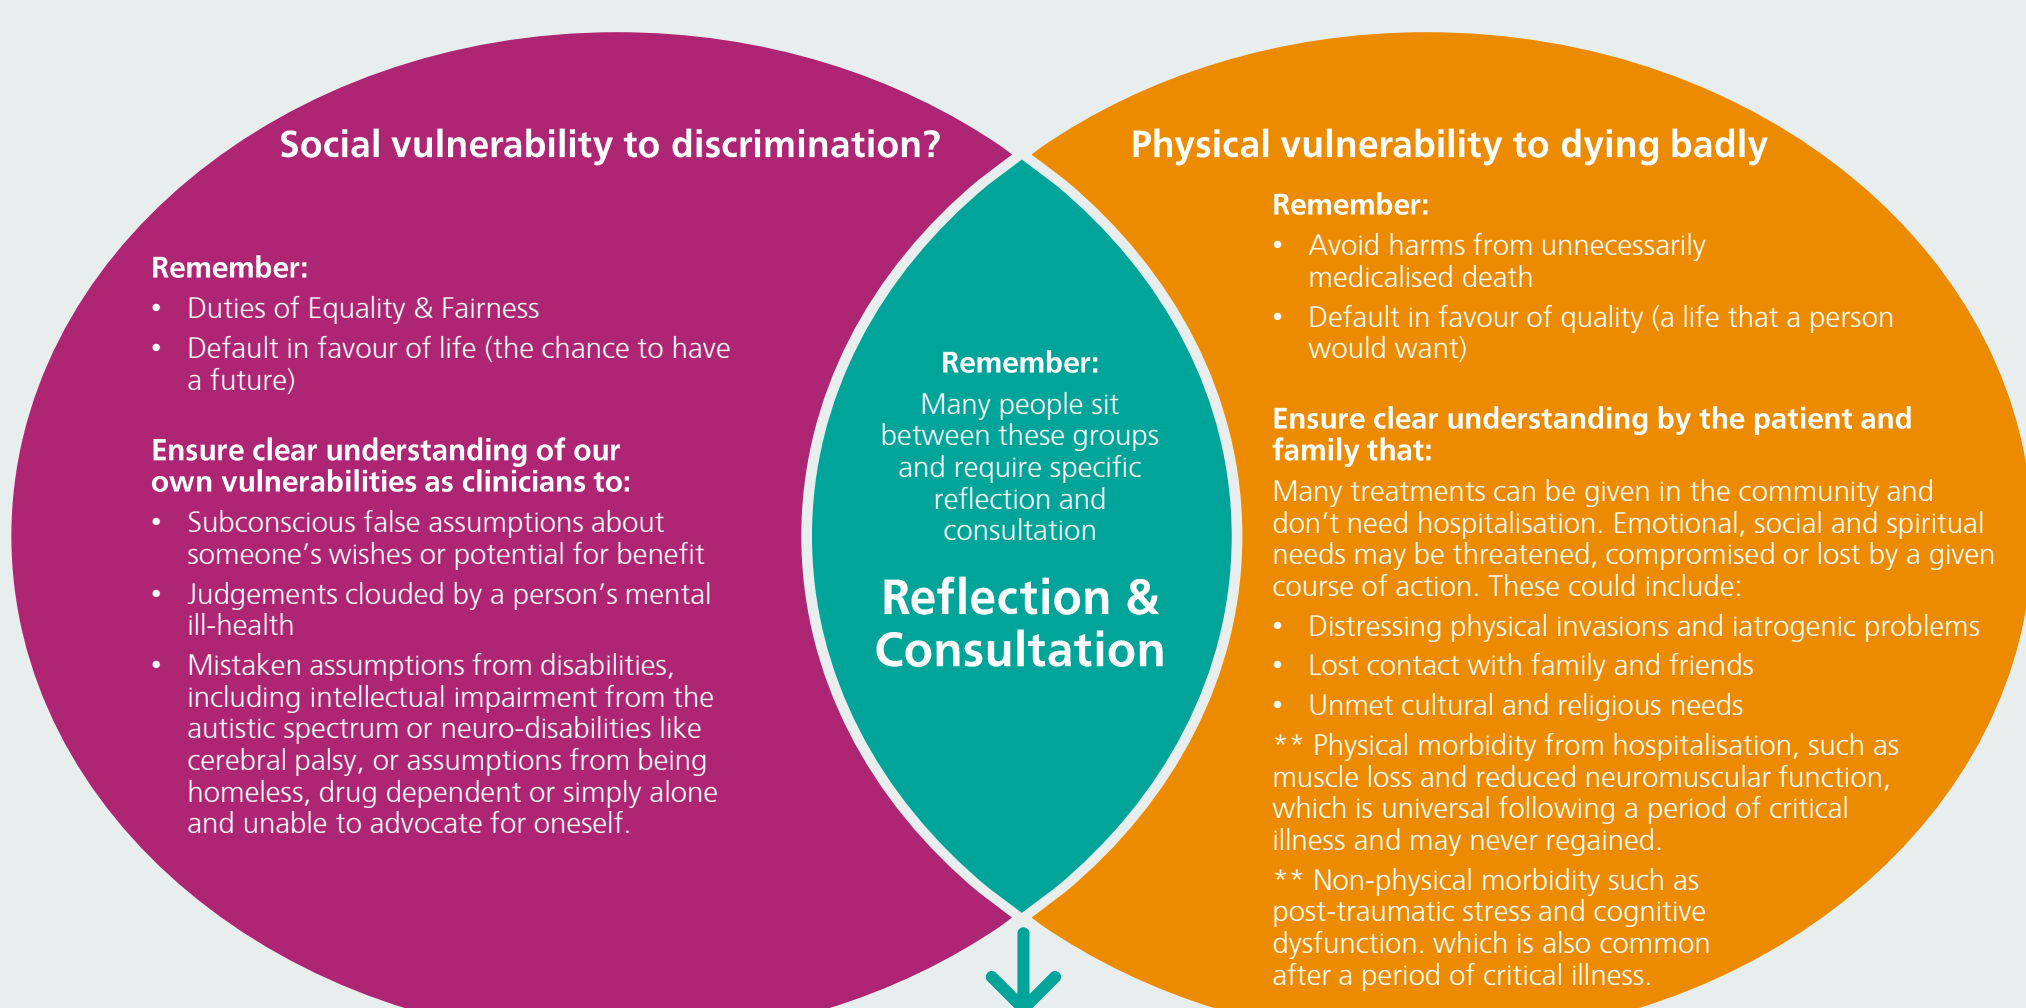 Social vulnerability to discrimination?
Remember:
• Duties of Equality & Fairness
• Default in favour of life (the chance to have
a future)
Ensure clear understanding of our
own vulnerabilities as clinicians to:
• Subconscious false assumptions about
someone’s wishes or potential for benefit
• Judgements clouded by a person’s mental
ill-health
• Mistaken assumptions from disabilities,
including intellectual impairment from the
autistic spectrum or neuro-disabilities like
cerebral palsy, or assumptions from being
homeless, drug dependent or simply alone
and unable to advocate for oneself.
Remember:
Many people sit
between these groups
and require specific
reflection and
consultation
Reflection &
Consultation
Physical vulnerability to dying badly
Remember:
• Avoid harms from unnecessarily
medicalised death
• Default in favour of quality (a life that a person
would want)
Ensure clear understanding by the patient and
family that:
Many treatments can be given in the community and
don’t need hospitalisation. Emotional, social and spiritual
needs may be threatened, compromised or lost by a given
course of action. These could include:
• Distressing physical invasions and iatrogenic problems
• Lost contact with family and friends
• Unmet cultural and religious needs
** Physical morbidity from hospitalisation, such as
muscle loss and reduced neuromuscular function,
which is universal following a period of critical
illness and may never regained.
** Non-physical morbidity such as
post-traumatic stress and cognitive
dysfunction. which is also common
after a period of critical illness.